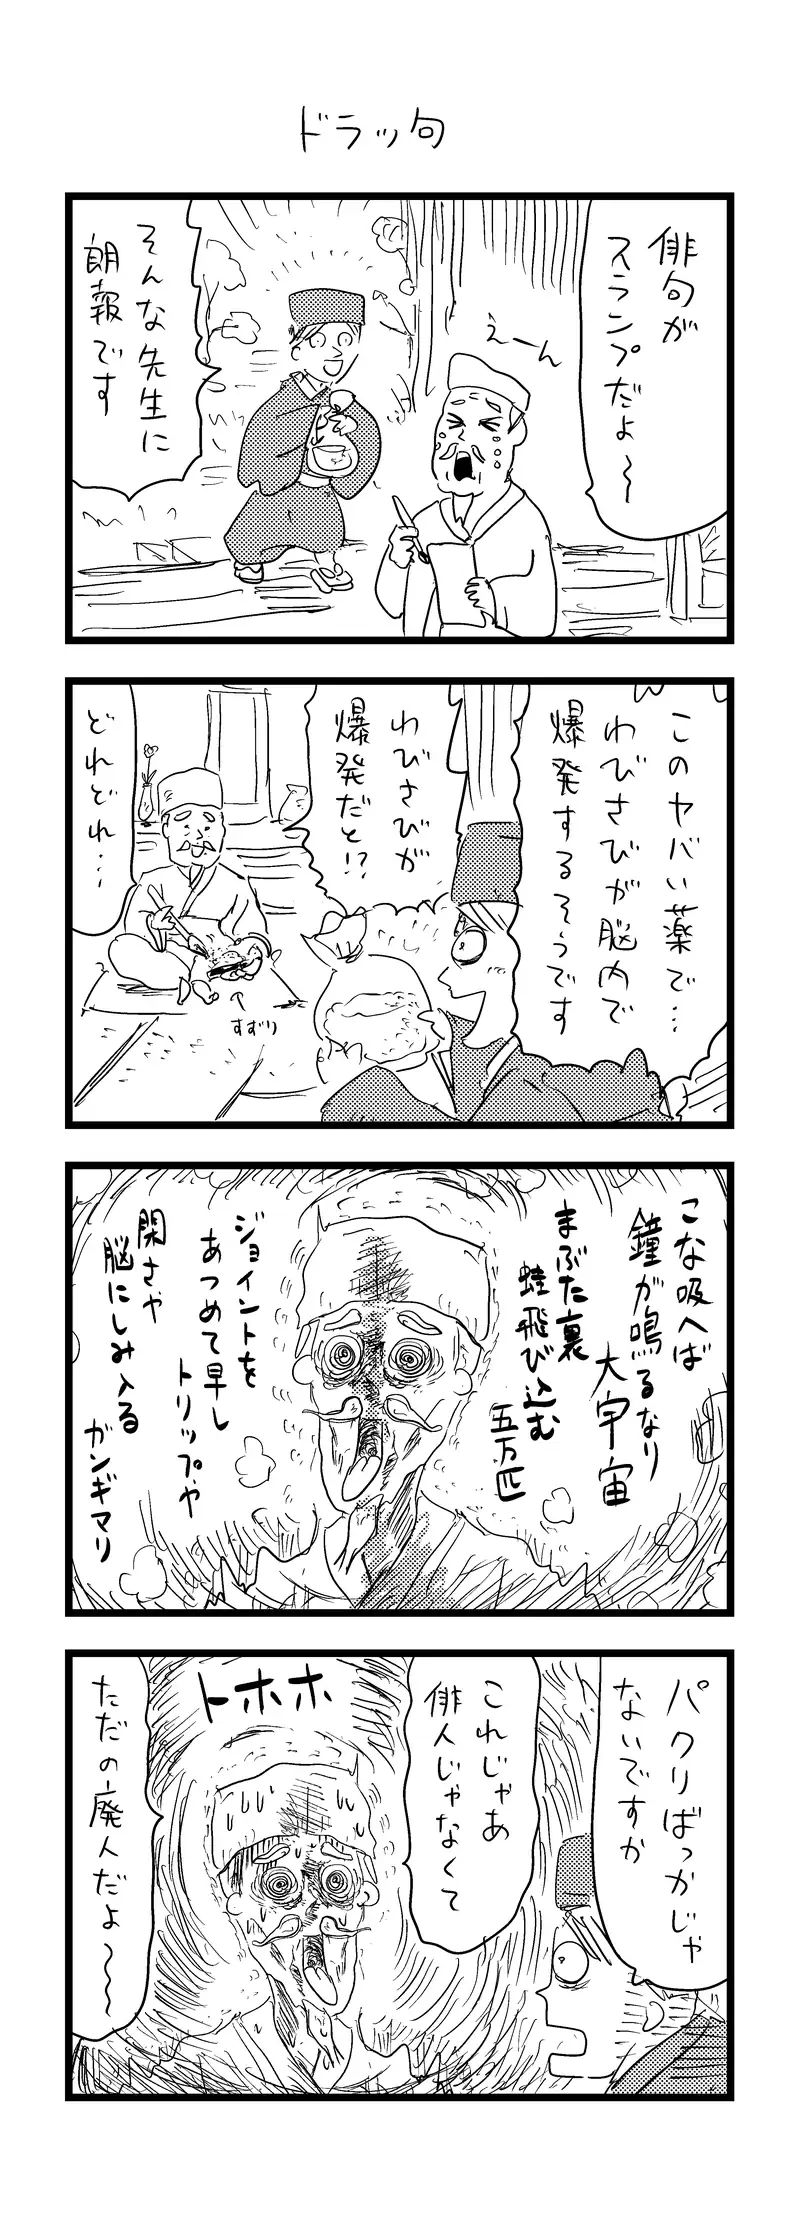 ドラッ句
俳句が
スランプだよ〜
えーん
そんな先生に
朗報です
このヤバい薬で…
わびさびが脳内で
爆発するそうです
わびさびが
爆発だと!?
どれどれ…
すずり
こな吸へば
鐘が鳴るなり
大宇宙
まぶた裏
蛙飛び込む
五万匹
ジョイントを
あつめて早し
トリップや
閑さや
脳にしみ入る
ガンギマリ
パクリばっかじゃ
ないですか
これじゃあ
俳人じゃなくて
トホホ
ただの廃人だよ〜〜